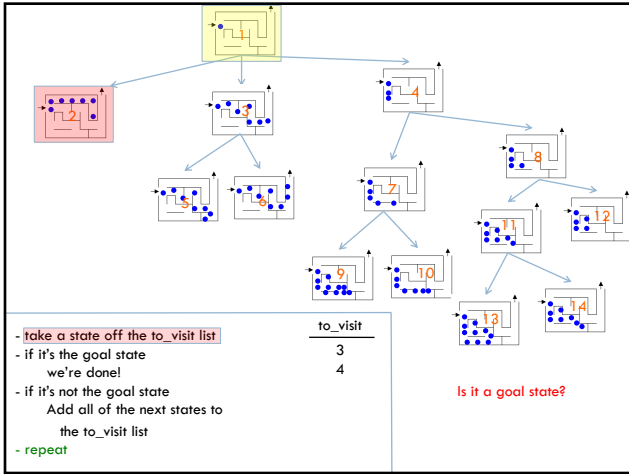 1
2
3
4
5
6
7
8
9
10
11
12
13
14
- take a state off the to_visit list
- if it's the goal state
we're done!
- if it's not the goal state
Add all of the next states to
the to_visit list
- repeat
to_visit
3
4
Is it a goal state?